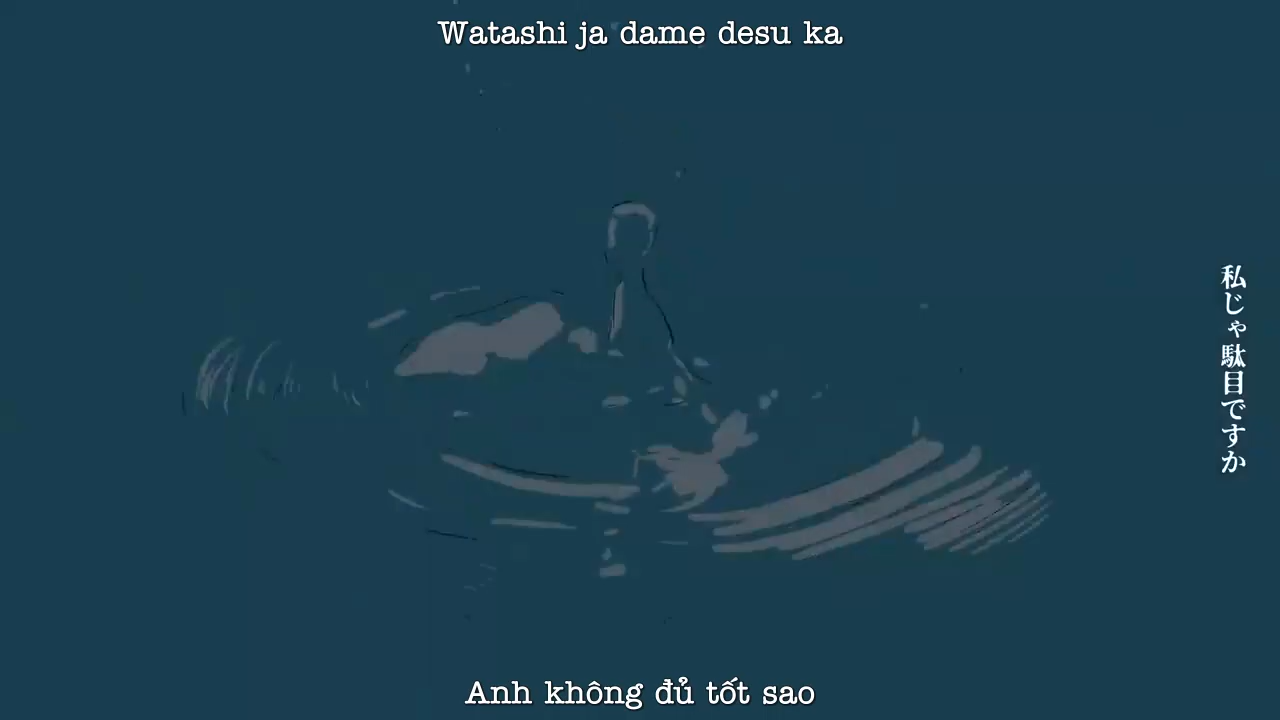 Watashi ja dame desu ka
私じゃ駄目ですか
Anh không đủ tốt sao